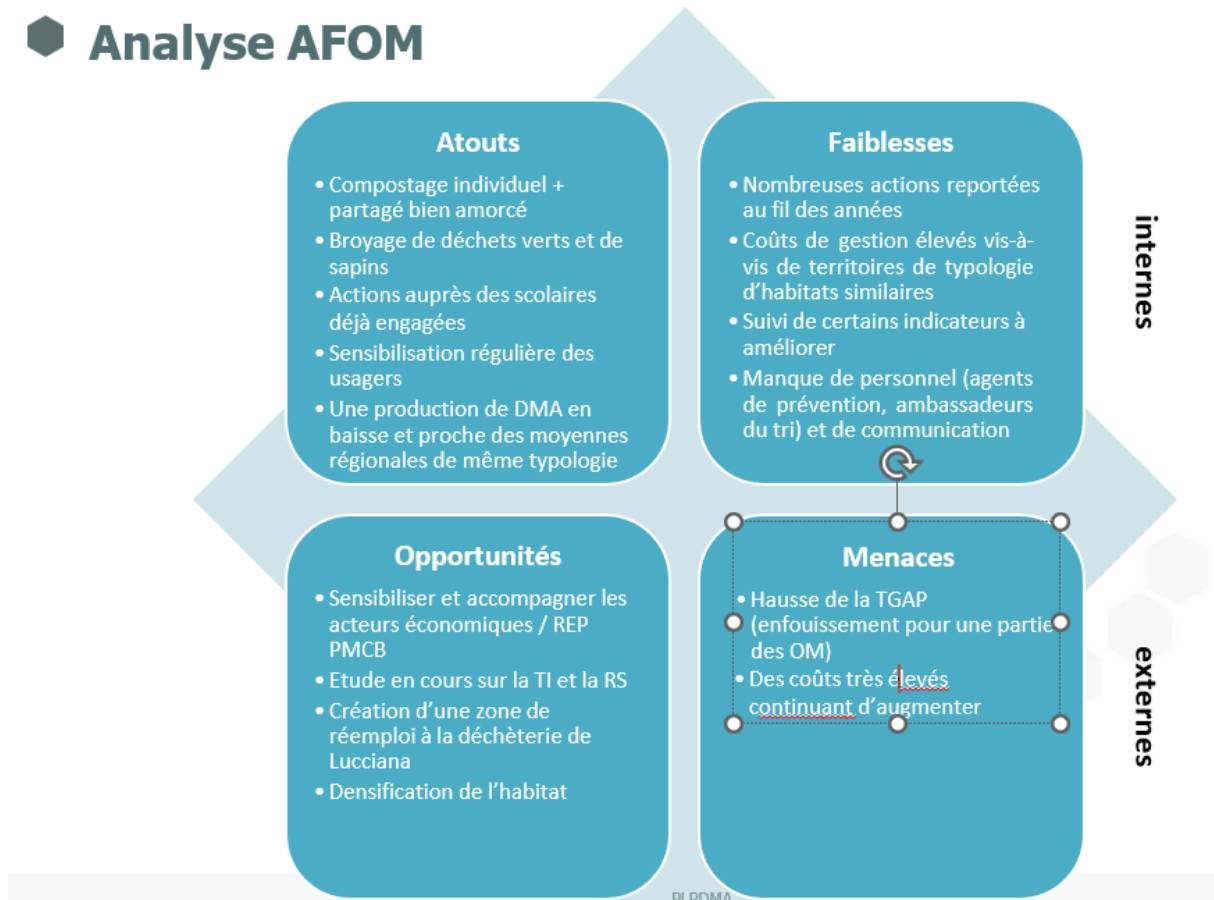 Analyse AFOM
Atouts
• Compostage individuel +
partagé bien amorcé
• Broyage de déchets verts et de
sapins
• Actions auprès des scolaires
déjà engagées
• Sensibilisation régulière des
usagers
• Une production de DMA en
baisse et proche des moyennes
régionales de même typologie
Faiblesses
• Nombreuses actions reportées
au fil des années
• Coûts de gestion élevés vis-à-
vis de territoires de typologie
d’habitats similaires
• Suivi de certains indicateurs à
améliorer
• Manque de personnel (agents
de prévention, ambassadeurs
du tri) et de communication
internes
Opportunités
• Sensibiliser et accompagner les
acteurs économiques / REP
PMCB
• Etude en cours sur la TI et la RS
• Création d’une zone de
réemploi à la déchèterie de
Lucciana
• Densification de l’habitat
Menaces
• Hausse de la TGAP
(enfouissement pour une partie
des OM)
• Des coûts très élevés
continuant d’augmenter
externes
PLPDMA